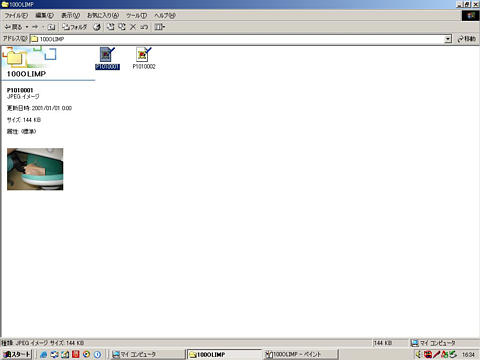 100OLIMP
ファイル(F) 編集(E) 表示(V) お気に入り(A) ツール(T) ヘルプ(H)
戻る フォルダ
アドレス(D) 100OLIMP 移動
100OLIMP
P1010001
JPEG イメージ
更新日時: 2001/01/01 0:00
サイズ: 144 KB
属性: (標準)
P1010001 P1010002
種類: JPEG イメージ サイズ: 144 KB 144 KB マイ コンピュータ
スタート マイ コンピュータ 100OLIMP 100OLIMP - ペイント 16:34